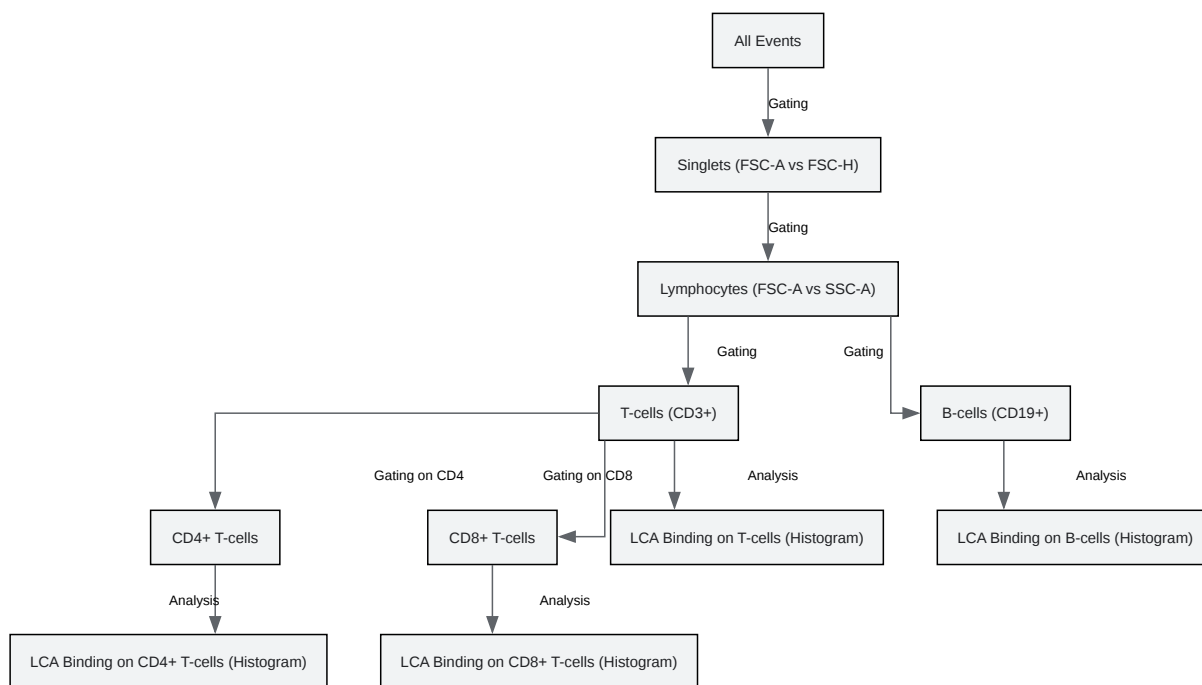 All Events
Gating
Singlets (FSC-A vs FSC-H)
Gating
Lymphocytes (FSC-A vs SSC-A)
Gating
Gating
T-cells (CD3+)
B-cells (CD19+)
Gating on CD4
Gating on CD8
Analysis
Analysis
CD4+ T-cells
CD8+ T-cells
LCA Binding on T-cells (Histogram)
LCA Binding on B-cells (Histogram)
Analysis
Analysis
LCA Binding on CD4+ T-cells (Histogram)
LCA Binding on CD8+ T-cells (Histogram)